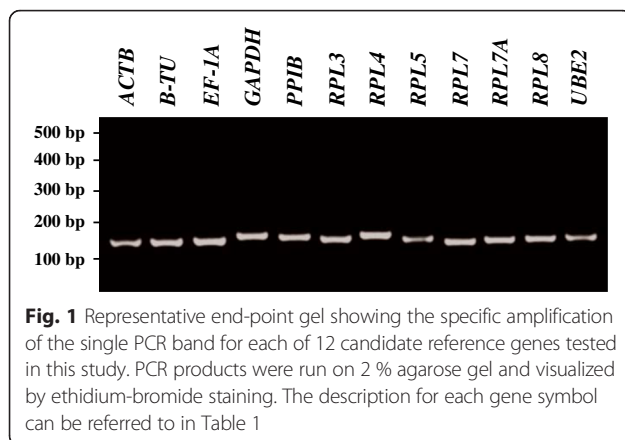 ACTB B-TU EF-1A GAPDH PPIB RPL3 RPL4 RPL5 RPL7 RPL7A RPL8 UBE2
500 bp
400 bp
300 bp
200 bp
100 bp
Fig. 1 Representative end-point gel showing the specific amplification
of the single PCR band for each of 12 candidate reference genes tested
in this study. PCR products were run on 2 % agarose gel and visualized
by ethidium-bromide staining. The description for each gene symbol
can be referred to in Table 1